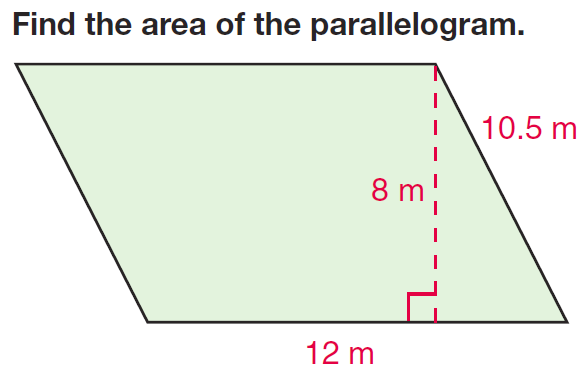 Find the area of the parallelogram.
10.5 m
8 m
12 m